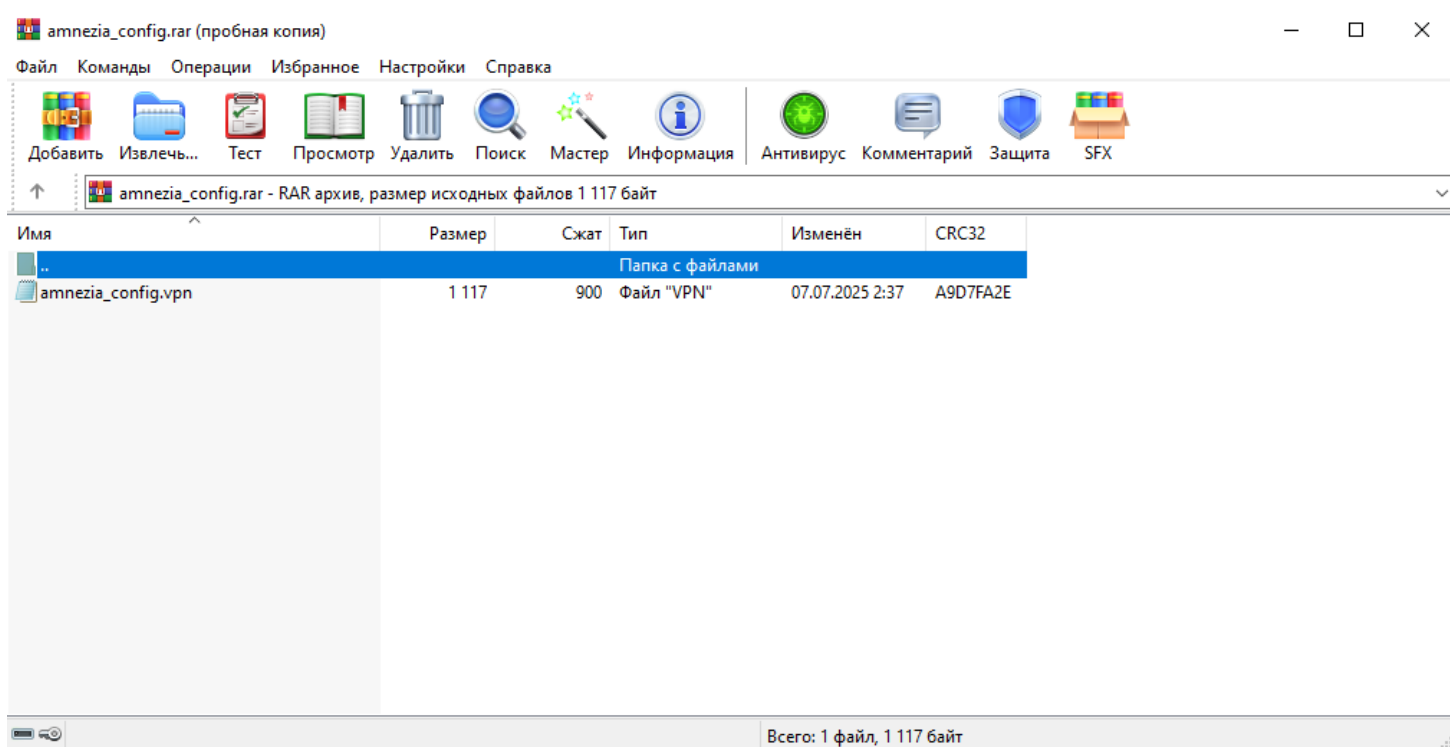 amnezia_config.rar (пробная копия)
Файл Команды Операции Избранное Настройки Справка
Добавить Извлечь... Тест Просмотр Удалить Поиск Мастер Информация Антивирус Комментарий Защита SFX
amnezia_config.rar - RAR архив, размер исходных файлов 1 117 байт
Имя Размер Сжат Тип Изменён CRC32
.. Папка с файлами
amnezia_config.vpn 1 117 900 Файл "VPN" 07.07.2025 2:37 A9D7FA2E
Всего: 1 файл, 1 117 байт